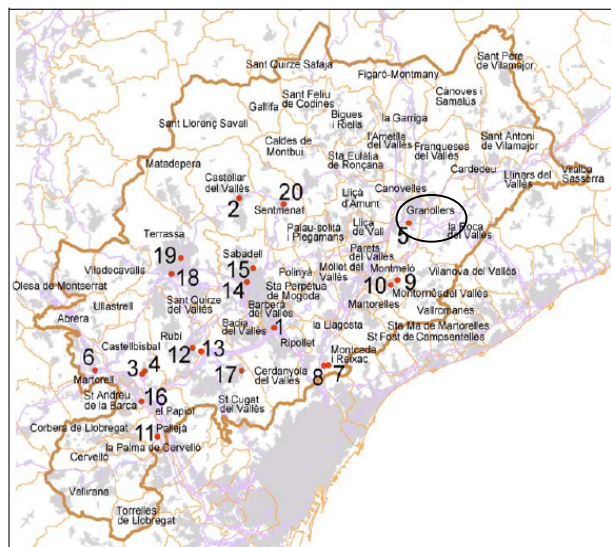 Sant Quirze Safaja
Sant Pere
de Vilamajor
Figaró-Montmany
Sant Feliu
de Codines
Gallifa
Cànoves i
Samalús
Bigues
i Riells
la Garriga
Sant Llorenç Savall
l'Ametlla
del Vallès
Franqueses
del Vallès
Sant Antoni
de Vilamajor
Caldes de
Montbui
Sta Eulàlia
de Ronçana
Matadepera
Cardedeu
Llinars del
Vallès
Vilalba
Sasserra
Castellar
del Vallès
20
Lliçà
d'Amunt
Canovelles
2
Sentmenat
Granollers
5
la Roca
del Vallès
Palau-solità
i Plegamans
Lliçà
de Vall
Terrassa
19
Sabadell
15
Parets
del Vallès
Viladecavalls
18
Polinyà
Mollet del
Vallès
Montmeló
Vilanova del Vallès
Olesa de Montserrat
14
Sta Perpètua
de Mogoda
10
9
Ullastrell
Sant Quirze
del Vallès
Barberà
del Vallès
Martorelles
Montornès del Vallès
Vallromanes
Abrera
Badia
del Vallès
1
la Llagosta
Sta Ma de Martorelles
St Fost de Campsentelles
Rubí
Ripollet
Castellbisbal
12
13
Montcada
i Reixac
6
3
4
17
Cerdanyola
del Vallès
8
7
Martorell
St Andreu
de la Barca
16
el Papiol
St Cugat
del Vallès
Corbera de Llobregat
11
Pallejà
la Palma de Cervelló
Cervelló
Vallirana
Torrelles
de Llobregat